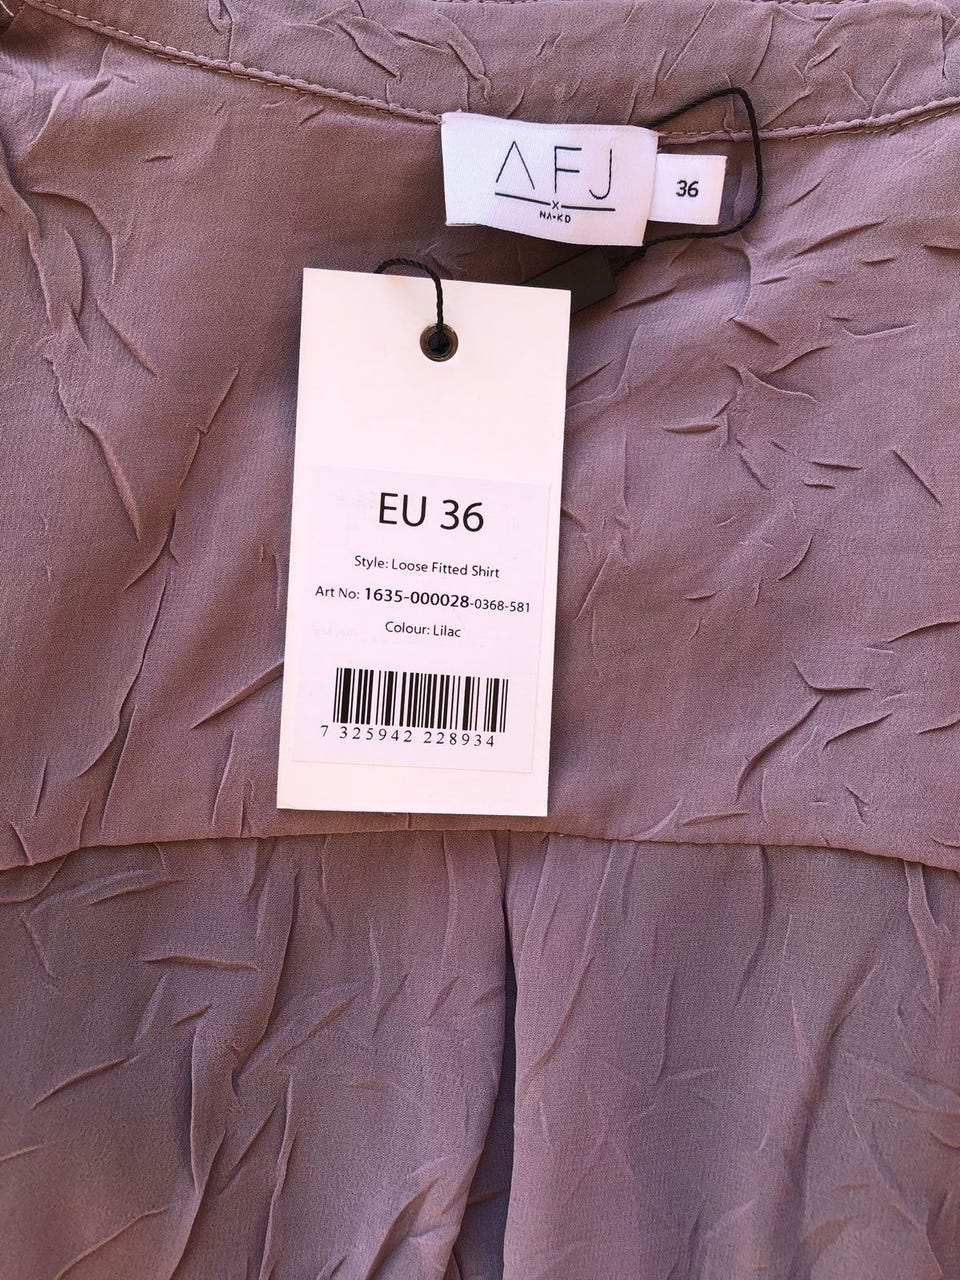 AFJ
x
NA-KD
36
EU 36
Style: Loose Fitted Shirt
Art No: 1635-000028-0368-581
Colour: Lilac
7 325942 228934